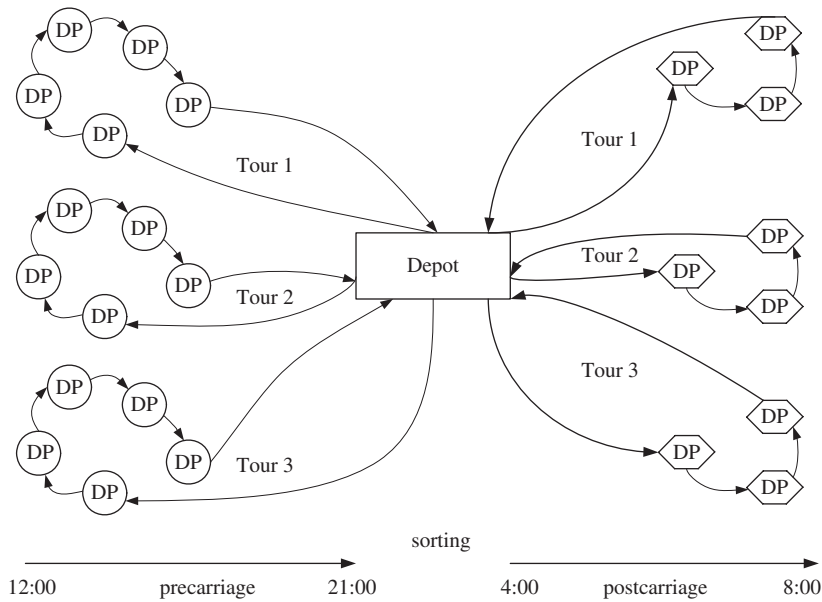 DP
DP
DP
DP
DP
Tour 1
DP
DP
DP
Tour 1
DP
DP
DP
DP
DP
Tour 2
Depot
DP
DP
DP
Tour 2
DP
DP
DP
DP
DP
Tour 3
DP
DP
DP
Tour 3
sorting
12:00 precarriage 21:00 4:00 postcarriage 8:00